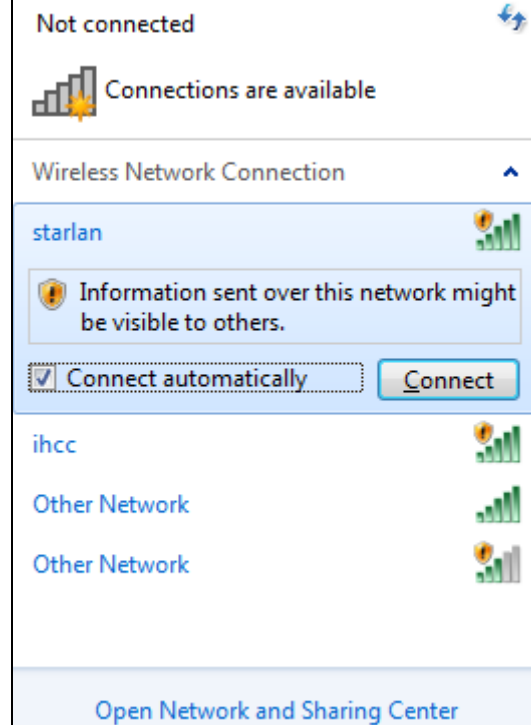 Not connected
Connections are available
Wireless Network Connection
starlan
Information sent over this network might
be visible to others.
Connect automatically
Connect
ihcc
Other Network
Other Network
Open Network and Sharing Center